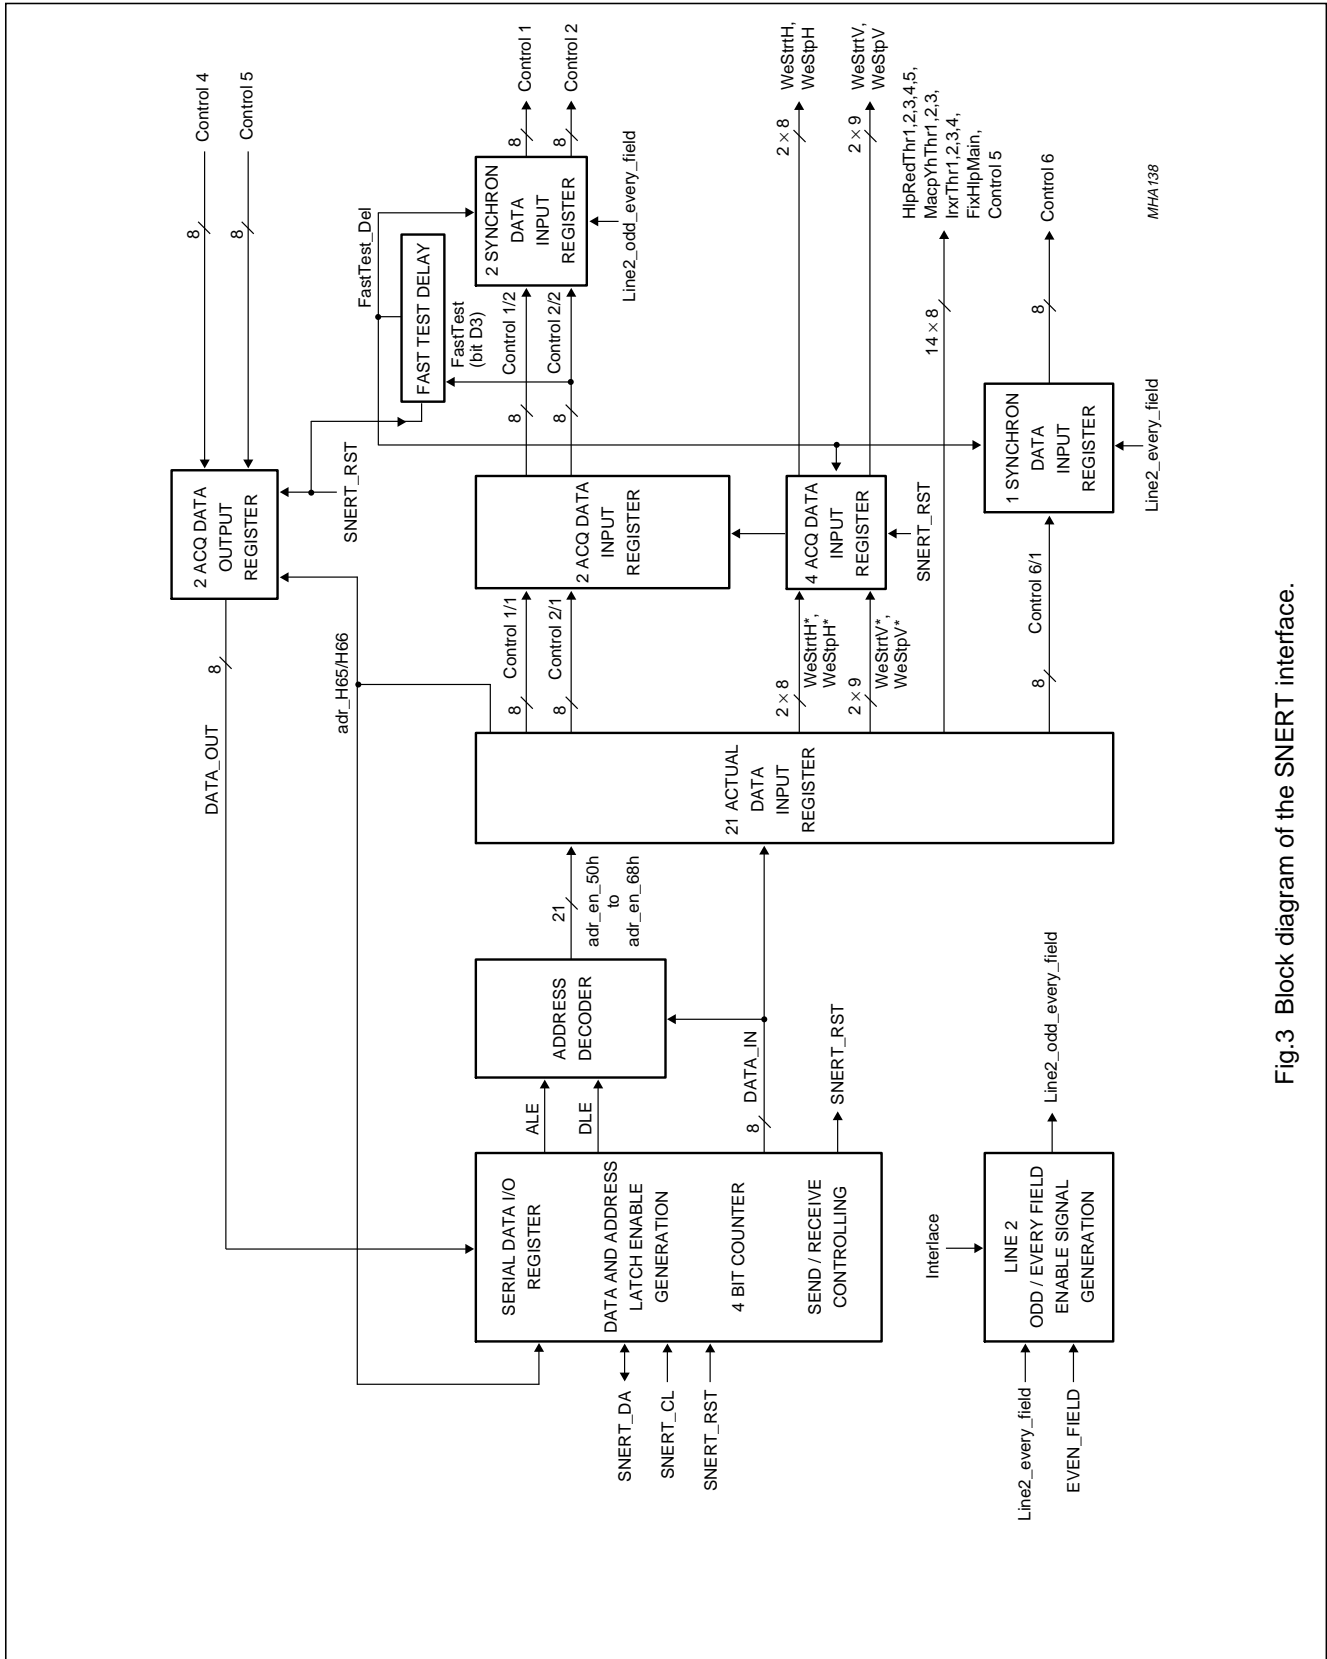 Control 4
8
Control 5
8
2 ACQ DATA
OUTPUT
REGISTER
SNERT_RST
DATA_OUT
8
adr_H65/H66
FastTest_Del
FAST TEST DELAY
FastTest
(bit D3)
2 SYNCHRON
DATA
INPUT
REGISTER
8
Control 1
8
Control 2
Line2_odd_every_field
SERIAL DATA I/O
REGISTER
DATA AND ADDRESS
LATCH ENABLE
GENERATION
4 BIT COUNTER
SEND / RECEIVE
CONTROLLING
SNERT_DA
SNERT_CL
SNERT_RST
ALE
DLE
8
DATA_IN
SNERT_RST
ADDRESS
DECODER
21
adr_en_50h
to
adr_en_68h
21 ACTUAL
DATA
INPUT
REGISTER
8
Control 1/1
8
Control 2/1
2 ACQ DATA
INPUT
REGISTER
8
Control 1/2
8
Control 2/2
2 × 8
WeStrtH*,
WeStpH*
2 × 9
WeStrtV*,
WeStpV*
4 ACQ DATA
INPUT
REGISTER
SNERT_RST
2 × 8
WeStrtH,
WeStpH
2 × 9
WeStrtV,
WeStpV
14 × 8
HlpRedThr1,2,3,4,5,
MacpYhThr1,2,3,
IrxrThr1,2,3,4,
FixHlpMain,
Control 5
8
Control 6/1
1 SYNCHRON
DATA
INPUT
REGISTER
Line2_every_field
8
Control 6
Interlace
Line2_every_field
EVEN_FIELD
LINE 2
ODD / EVERY FIELD
ENABLE SIGNAL
GENERATION
Line2_odd_every_field
MHA138
Fig.3 Block diagram of the SNERT interface.